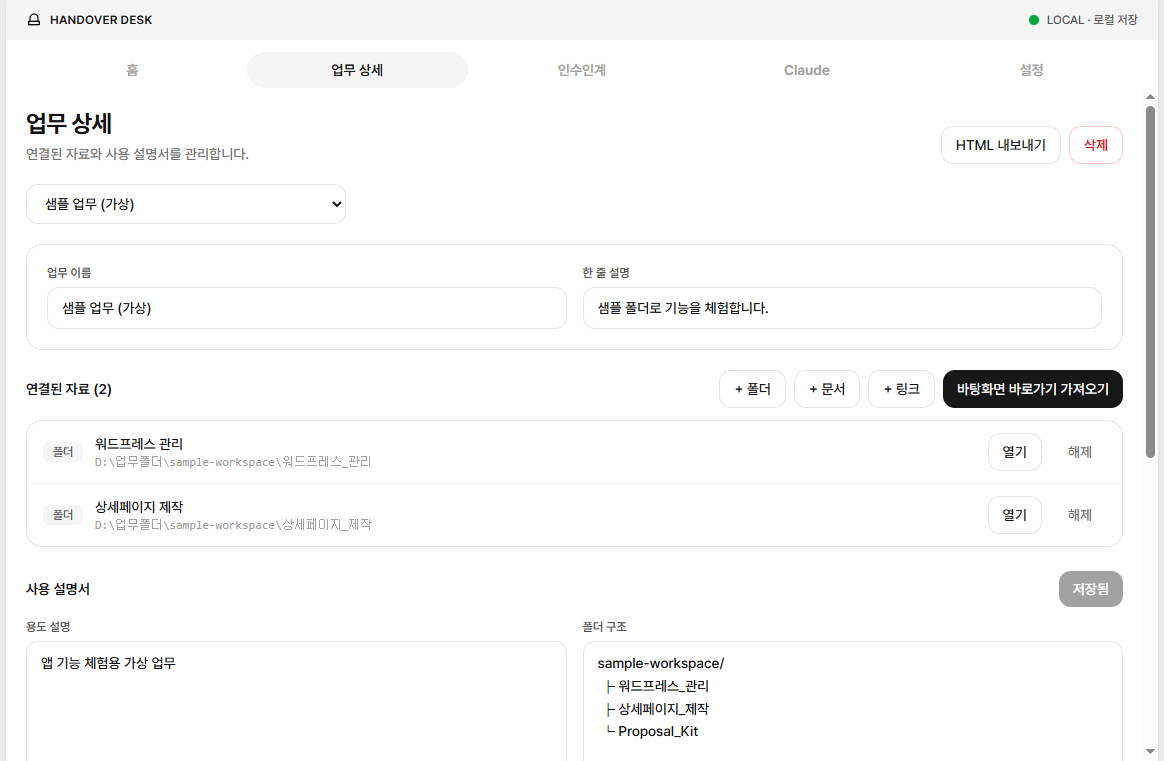 HANDOVER DESK
LOCAL · 로컬 저장
홈
업무 상세
인수인계
Claude
설정
업무 상세
연결된 자료와 사용 설명서를 관리합니다.
HTML 내보내기
삭제
샘플 업무 (가상)
업무 이름
한 줄 설명
샘플 업무 (가상)
샘플 폴더로 기능을 체험합니다.
연결된 자료 (2)
+ 폴더
+ 문서
+ 링크
바탕화면 바로가기 가져오기
폴더
워드프레스 관리
D:\업무폴더\sample-workspace\워드프레스_관리
열기
해제
폴더
상세페이지 제작
D:\업무폴더\sample-workspace\상세페이지_제작
열기
해제
사용 설명서
저장됨
용도 설명
폴더 구조
앱 기능 체험용 가상 업무
sample-workspace/
├ 워드프레스_관리
├ 상세페이지_제작
└ Proposal_Kit